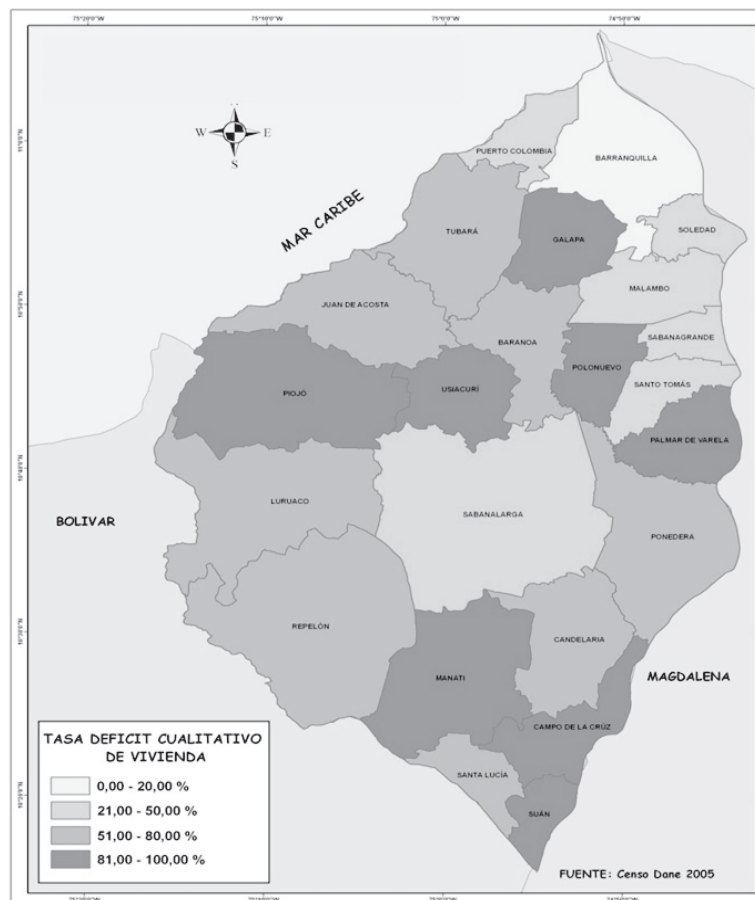 75°20'0"W 75°10'0"W 75°0'0"W 74°50'0"W
W E
S
MAR CARIBE
PUERTO COLOMBIA
BARRANQUILLA
TUBARÁ
GALAPA
SOLEDAD
MALAMBO
JUAN DE ACOSTA
BARANOA
SABANAGRANDE
POLONUEVO
PIOJÓ
USIACURÍ
SANTO TOMÁS
PALMAR DE VARELA
LURUACO
SABANALARGA
BOLIVAR
PONEDERA
REPELÓN
CANDELARIA
MANATI
MAGDALENA
CAMPO DE LA CRÚZ
SANTA LUCÍA
SUÁN
TASA DEFICIT CUALITATIVO
DE VIVIENDA
0,00 - 20,00 %
21,00 - 50,00 %
51,00 - 80,00 %
81,00 - 100,00 %
FUENTE: Censo Dane 2005